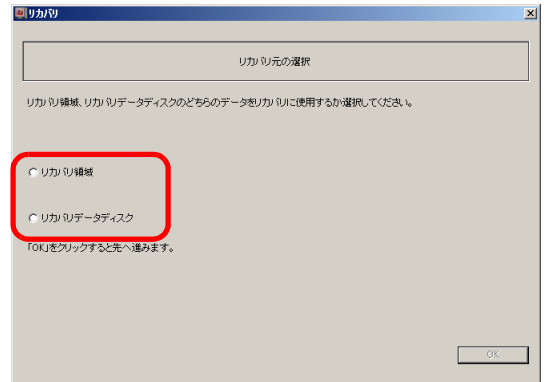 リカバリ
リカバリ元の選択
リカバリ領域、リカバリデータディスクのどちらのデータをリカバリに使用するか選択してください。
リカバリ領域
リカバリデータディスク
「OK」をクリックすると先へ進みます。
OK